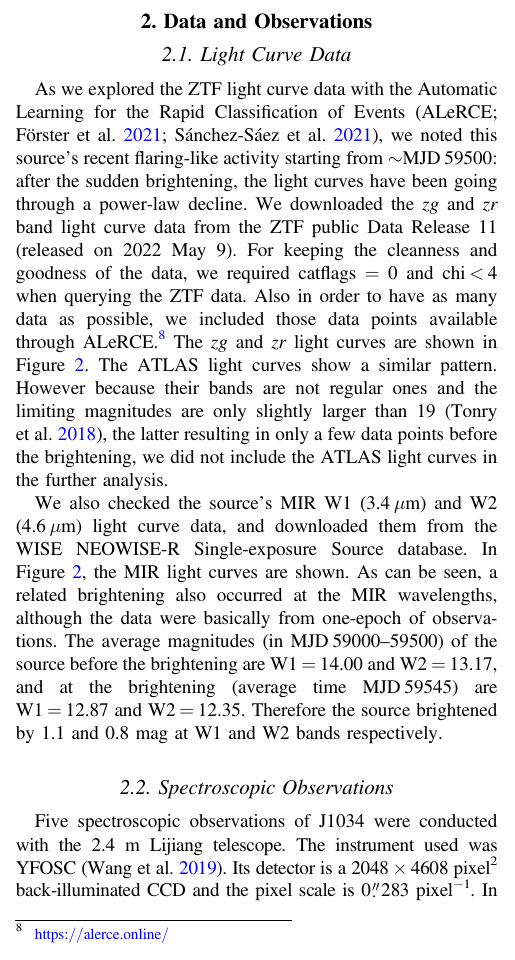 2. Data and Observations
2.1. Light Curve Data
As we explored the ZTF light curve data with the Automatic
Learning for the Rapid Classification of Events (ALeRCE;
Förster et al. 2021; Sánchez-Sáez et al. 2021), we noted this
source's recent flaring-like activity starting from ∼MJD 59500:
after the sudden brightening, the light curves have been going
through a power-law decline. We downloaded the zg and zr
band light curve data from the ZTF public Data Release 11
(released on 2022 May 9). For keeping the cleanness and
goodness of the data, we required catflags = 0 and chi < 4
when querying the ZTF data. Also in order to have as many
data as possible, we included those data points available
through ALeRCE.⁸ The zg and zr light curves are shown in
Figure 2. The ATLAS light curves show a similar pattern.
However because their bands are not regular ones and the
limiting magnitudes are only slightly larger than 19 (Tonry
et al. 2018), the latter resulting in only a few data points before
the brightening, we did not include the ATLAS light curves in
the further analysis.
We also checked the source's MIR W1 (3.4 μm) and W2
(4.6 μm) light curve data, and downloaded them from the
WISE NEOWISE-R Single-exposure Source database. In
Figure 2, the MIR light curves are shown. As can be seen, a
related brightening also occurred at the MIR wavelengths,
although the data were basically from one-epoch of observa-
tions. The average magnitudes (in MJD 59000–59500) of the
source before the brightening are W1 = 14.00 and W2 = 13.17,
and at the brightening (average time MJD 59545) are
W1 = 12.87 and W2 = 12.35. Therefore the source brightened
by 1.1 and 0.8 mag at W1 and W2 bands respectively.
2.2. Spectroscopic Observations
Five spectroscopic observations of J1034 were conducted
with the 2.4 m Lijiang telescope. The instrument used was
YFOSC (Wang et al. 2019). Its detector is a 2048 × 4608 pixel²
back-illuminated CCD and the pixel scale is 0.″283 pixel⁻¹. In
⁸ https://alerce.online/